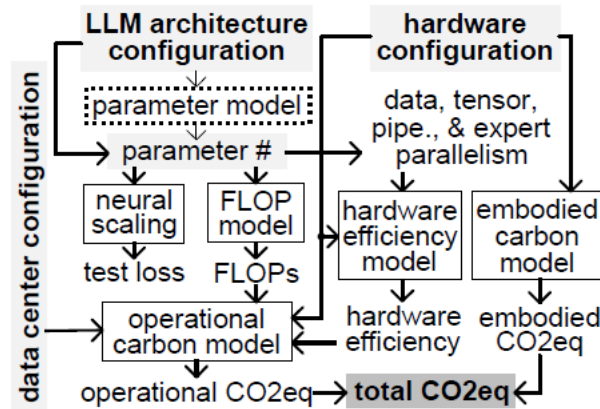 LLM architecture
configuration
hardware
configuration
data center configuration
parameter model
parameter #
data, tensor,
pipe., & expert
parallelism
neural
scaling
FLOP
model
hardware
efficiency
model
embodied
carbon
model
test loss
FLOPs
operational
carbon model
hardware
efficiency
embodied
CO2eq
operational CO2eq
total CO2eq